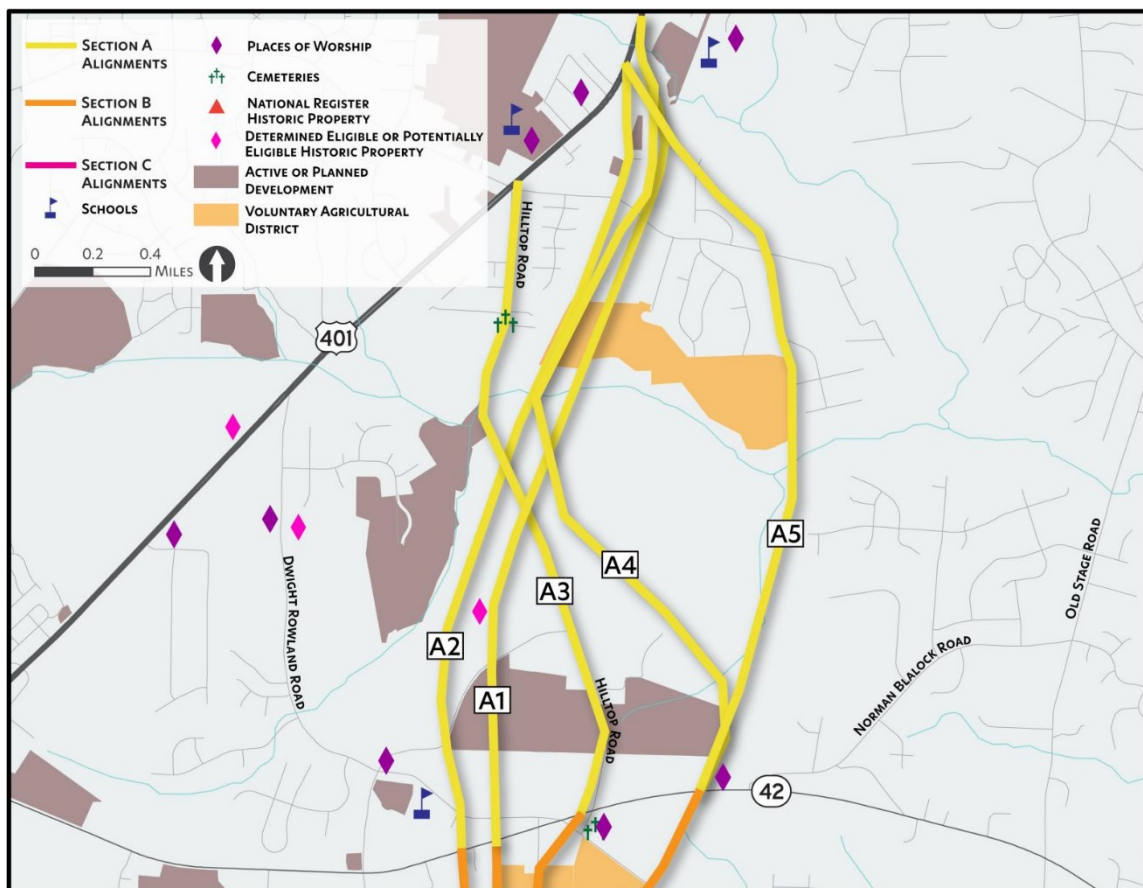 SECTION A
ALIGNMENTS
SECTION B
ALIGNMENTS
SECTION C
ALIGNMENTS
SCHOOLS
0 0.2 0.4
MILES
PLACES OF WORSHIP
CEMETERIES
NATIONAL REGISTER
HISTORIC PROPERTY
DETERMINED ELIGIBLE OR POTENTIALLY
ELIGIBLE HISTORIC PROPERTY
ACTIVE OR PLANNED
DEVELOPMENT
VOLUNTARY AGRICULTURAL
DISTRICT
HILLTOP ROAD
401
A5
A4
A3
A2
A1
DWIGHT ROWLAND ROAD
OLD STAGE ROAD
NORMAN BLALOCK ROAD
HILLTOP ROAD
42